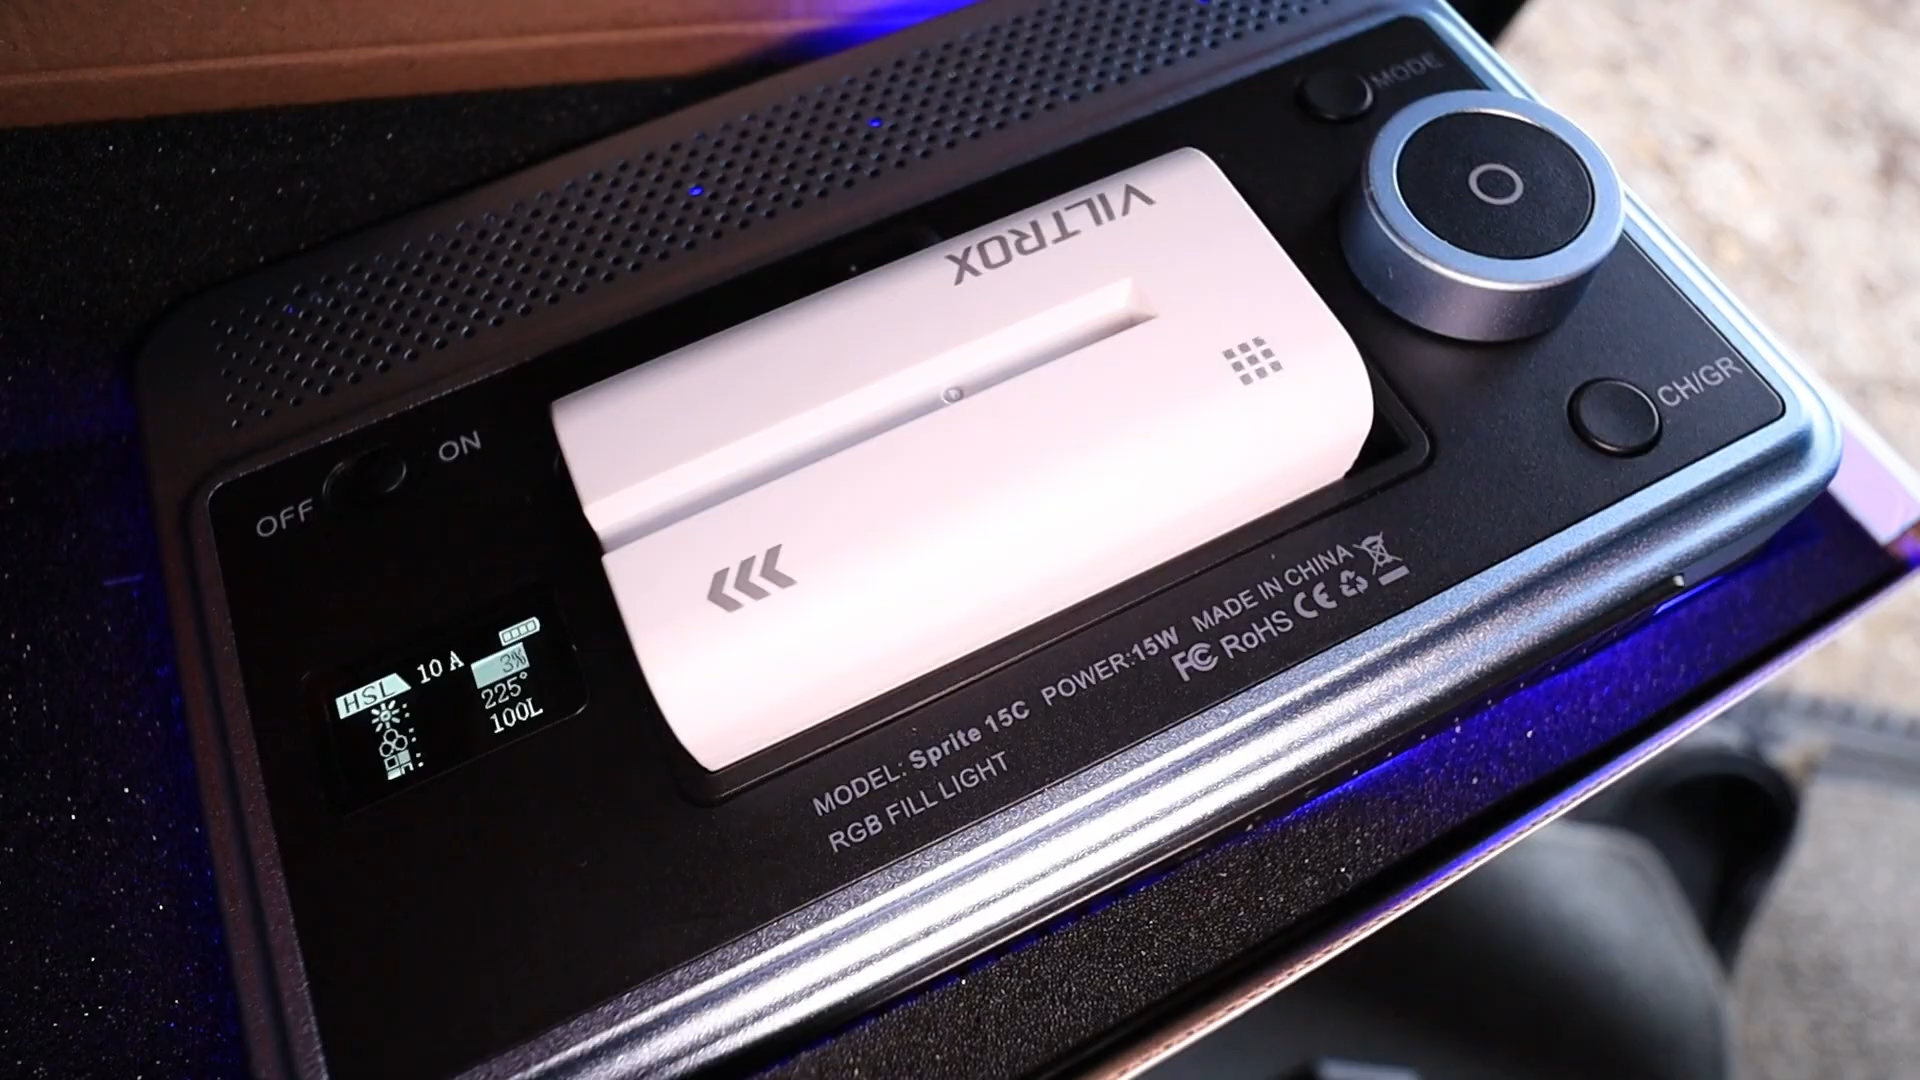 MODE
VILTROX
CH/GR
OFF ON
HSL 10 A
3%
225°
100L
MODEL: Sprite 15C POWER:15W MADE IN CHINA
RGB FILL LIGHT FC RoHS CE